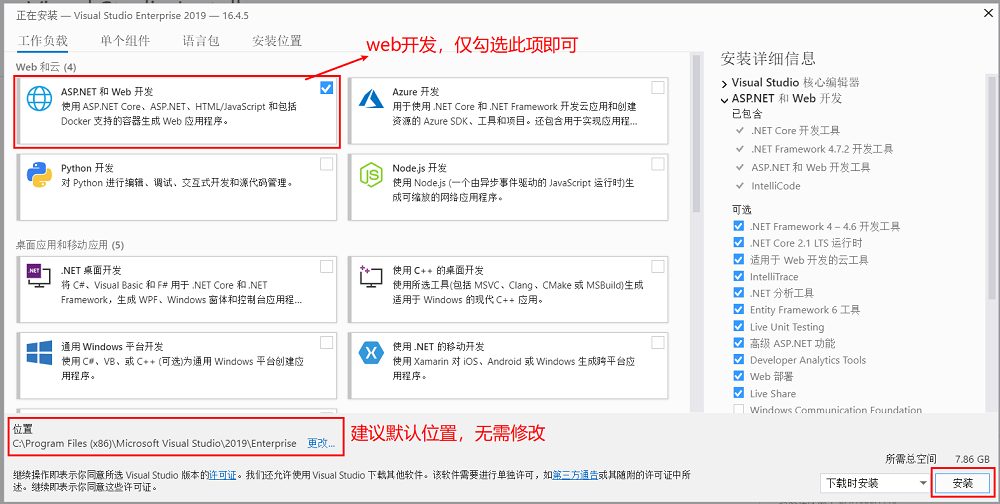 正在安装 — Visual Studio Enterprise 2019 — 16.4.5
工作负载 单个组件 语言包 安装位置
web开发，仅勾选此项即可
Web 和云 (4)
ASP.NET 和 Web 开发
使用 ASP.NET Core、ASP.NET、HTML/JavaScript 和包括
Docker 支持的容器生成 Web 应用程序。
Azure 开发
用于使用 .NET Core 和 .NET Framework 开发云应用和创建
资源的 Azure SDK、工具和项目。还包含用于实现应用程...
Python 开发
对 Python 进行编辑、调试、交互式开发和源代码管理。
Node.js 开发
使用 Node.js (一个由异步事件驱动的 JavaScript 运行时)生
成可缩放的网络应用程序。
桌面应用和移动应用 (5)
.NET
.NET 桌面开发
将 C#、Visual Basic 和 F# 用于 .NET Core 和 .NET
Framework，生成 WPF、Windows 窗体和控制台应用程...
使用 C++ 的桌面开发
使用所选工具(包括 MSVC、Clang、CMake 或 MSBuild)生成
适用于 Windows 的现代 C++ 应用。
通用 Windows 平台开发
使用 C#、VB、或 C++ (可选)为通用 Windows 平台创建应
用程序。
使用 .NET 的移动开发
使用 Xamarin 对 iOS、Android 或 Windows 生成跨平台应
用程序。
安装详细信息
Visual Studio 核心编辑器
ASP.NET 和 Web 开发
已包含
.NET Core 开发工具
.NET Framework 4.7.2 开发工具
ASP.NET 和 Web 开发工具
IntelliCode
可选
.NET Framework 4 – 4.6 开发工具
.NET Core 2.1 LTS 运行时
适用于 Web 开发的云工具
IntelliTrace
.NET 分析工具
Entity Framework 6 工具
Live Unit Testing
高级 ASP.NET 功能
Developer Analytics Tools
Web 部署
Live Share
Windows Communication Foundation
位置
C:\Program Files (x86)\Microsoft Visual Studio\2019\Enterprise 更改...
建议默认位置，无需修改
所需总空间 7.86 GB
继续操作即表示你同意所选 Visual Studio 版本的许可证。我们还允许使用 Visual Studio 下载其他软件。该软件需要进行单独许可，如第三方通告或其随附的许可证中所
述。继续即表示你同意这些许可证。
下载时安装 安装